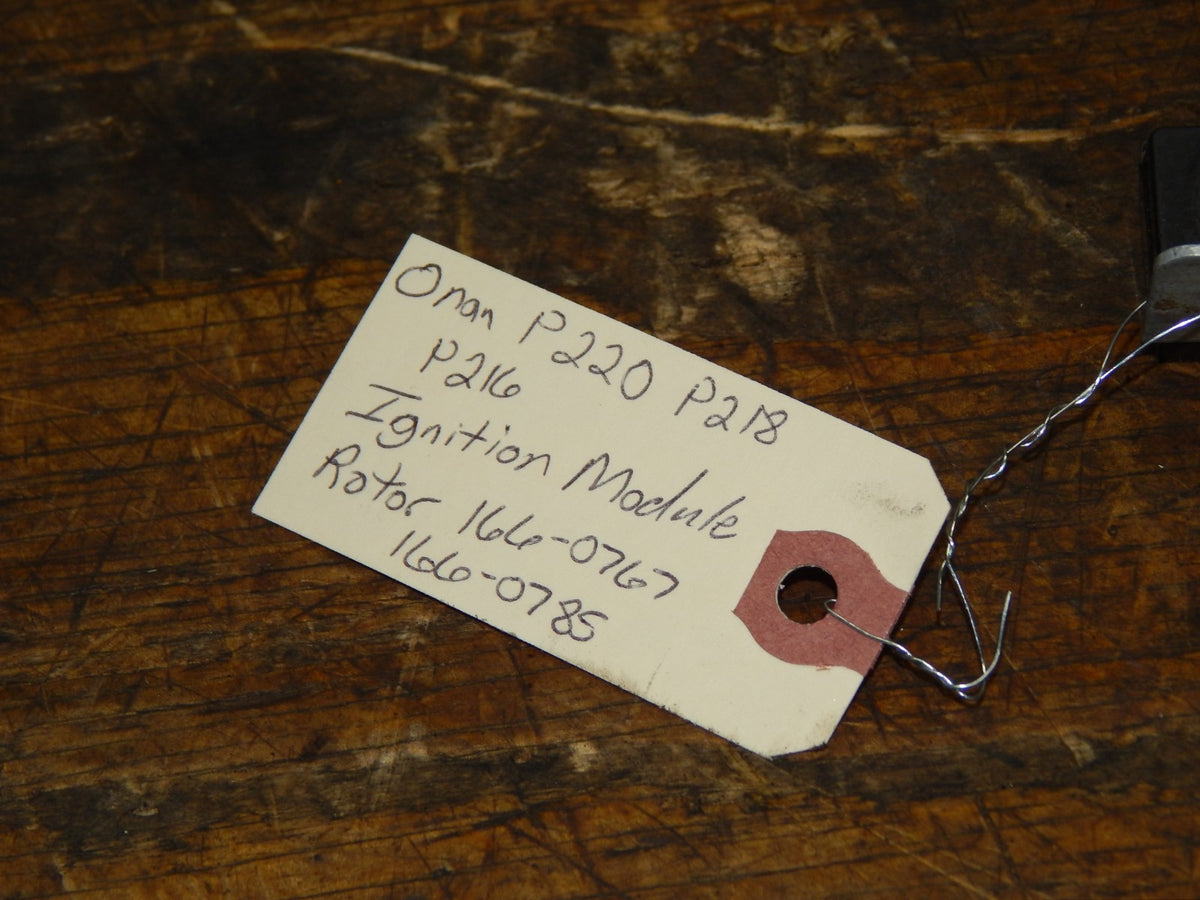 Onan P220 P218
P216
Ignition Module
Rotor 166-0767
166-0785